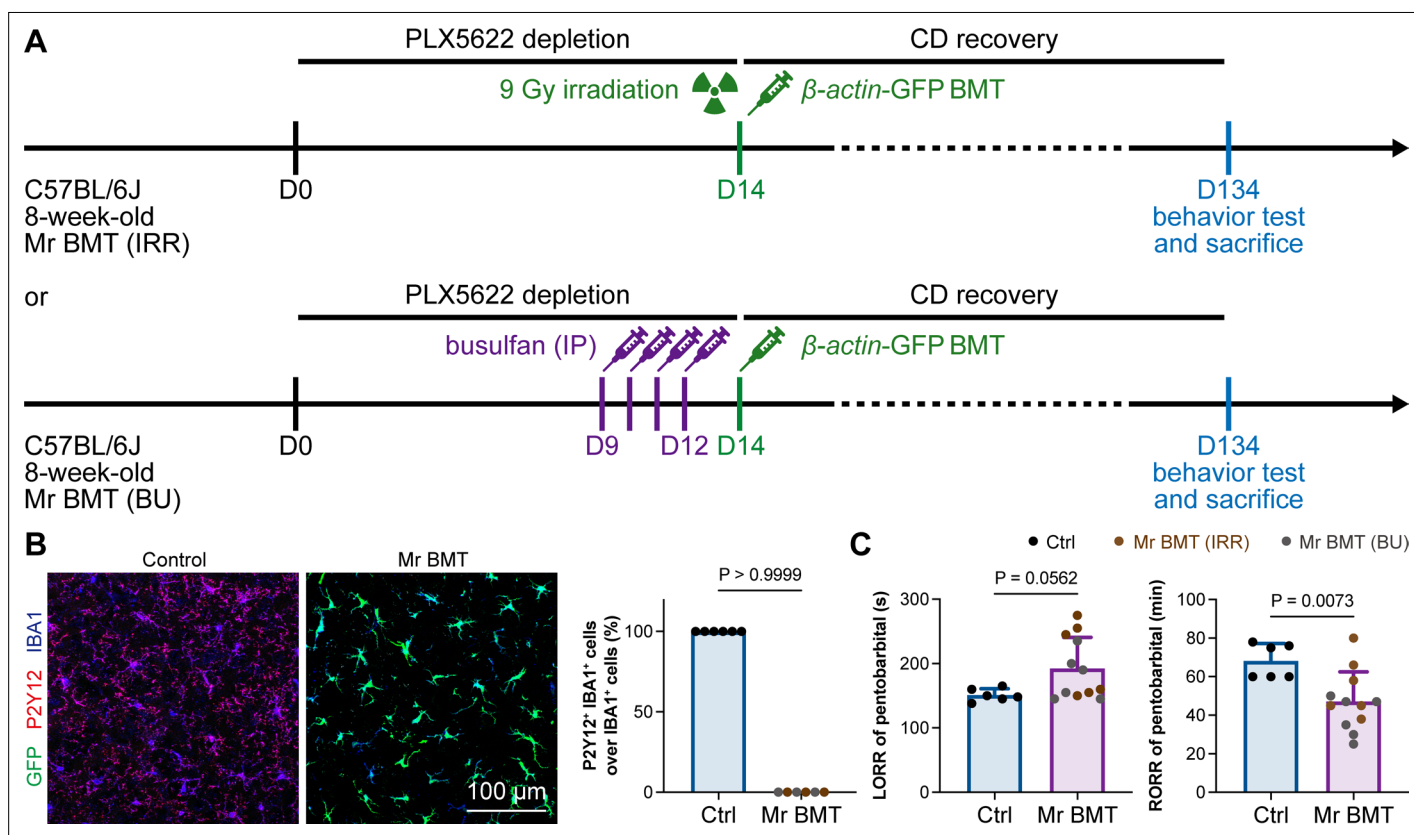 A
PLX5622 depletion
CD recovery
9 Gy irradiation
β-actin-GFP BMT
C57BL/6J
8-week-old
Mr BMT (IRR)
D0
D14
D134
behavior test
and sacrifice
or
PLX5622 depletion
CD recovery
busulfan (IP)
β-actin-GFP BMT
C57BL/6J
8-week-old
Mr BMT (BU)
D0
D9
D12
D14
D134
behavior test
and sacrifice
B
Control
Mr BMT
GFP P2Y12 IBA1
100 µm
P2Y12⁺ IBA1⁺ cells
over IBA1⁺ cells (%)
P > 0.9999
100
50
0
Ctrl
Mr BMT
C
Ctrl
Mr BMT (IRR)
Mr BMT (BU)
LORR of pentobarbital (s)
P = 0.0562
300
200
100
0
Ctrl
Mr BMT
RORR of pentobarbital (min)
P = 0.0073
100
80
60
40
20
0
Ctrl
Mr BMT